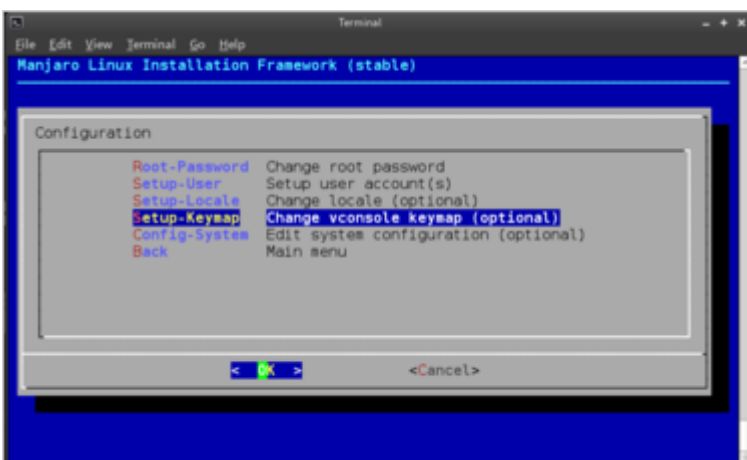 Terminal
File Edit View Terminal Go Help
Manjaro Linux Installation Framework (stable)
Configuration
Root-Password Change root password
Setup-User Setup user account(s)
Setup-Locale Change locale (optional)
Setup-Keymap Change vconsole keymap (optional)
Config-System Edit system configuration (optional)
Back Main menu
< OK > <Cancel>